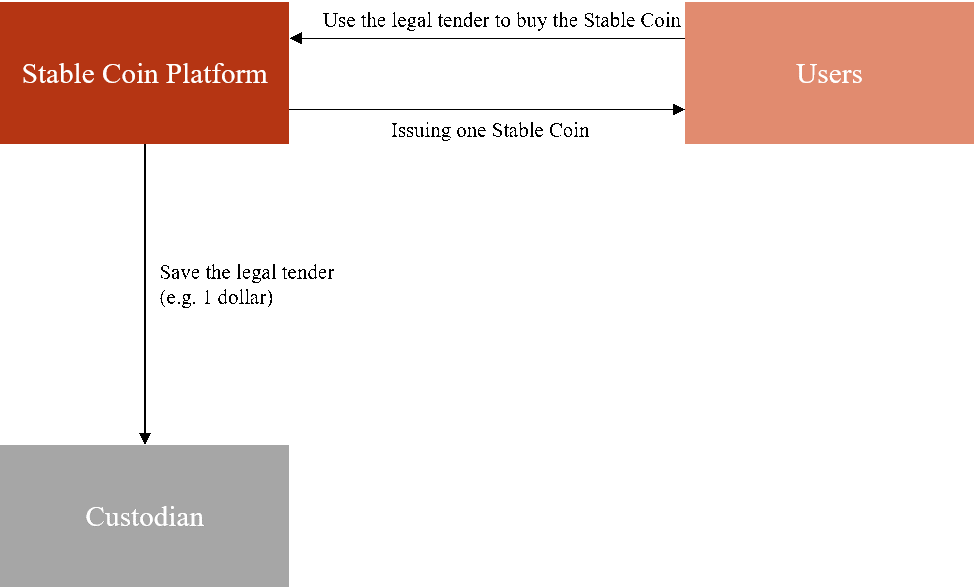 Use the legal tender to buy the Stable Coin
Stable Coin Platform
Users
Issuing one Stable Coin
Save the legal tender
(e.g. 1 dollar)
Custodian